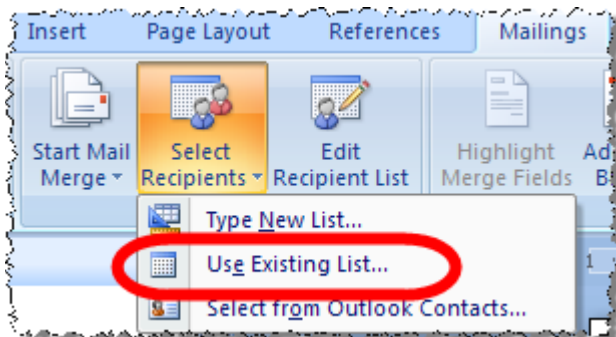 Insert Page Layout References Mailings
Start Mail Merge
Select Recipients
Edit Recipient List
Highlight Merge Fields
Type New List...
Use Existing List...
Select from Outlook Contacts...
1